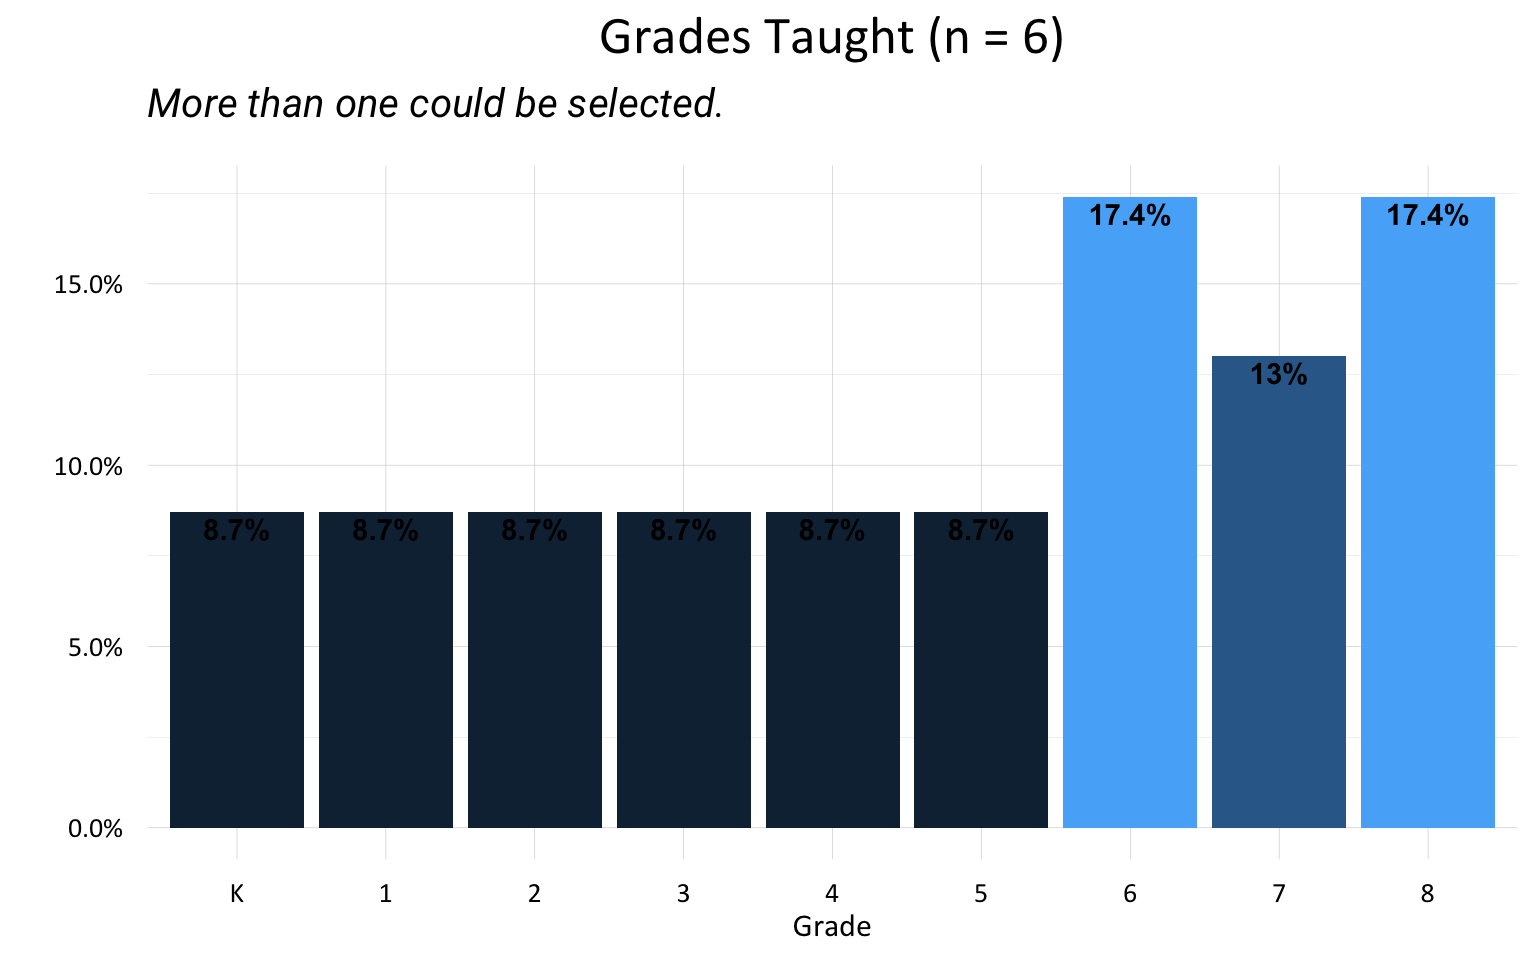 Grades Taught (n = 6)
More than one could be selected.
17.4% 17.4%
15.0%
13%
10.0%
8.7% 8.7% 8.7% 8.7% 8.7% 8.7%
5.0%
0.0%
K 1 2 3 4 5 6 7 8
Grade